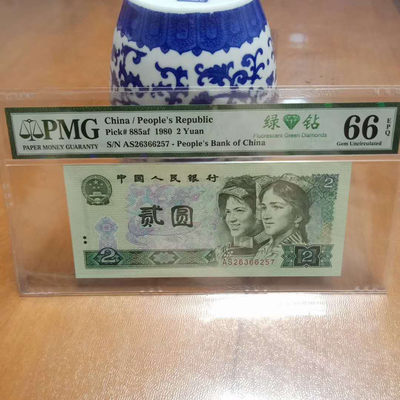 PMG
PAPER MONEY GUARANTY
China / People's Republic
Pick# 885af 1980 2 Yuan
S/N AS26366257 - People's Bank of China
绿 钻
Fluorescent Green Diamonds
66 EPQ
Gem Uncirculated
中国人民银行
2
贰圆
2
2
AS26366257